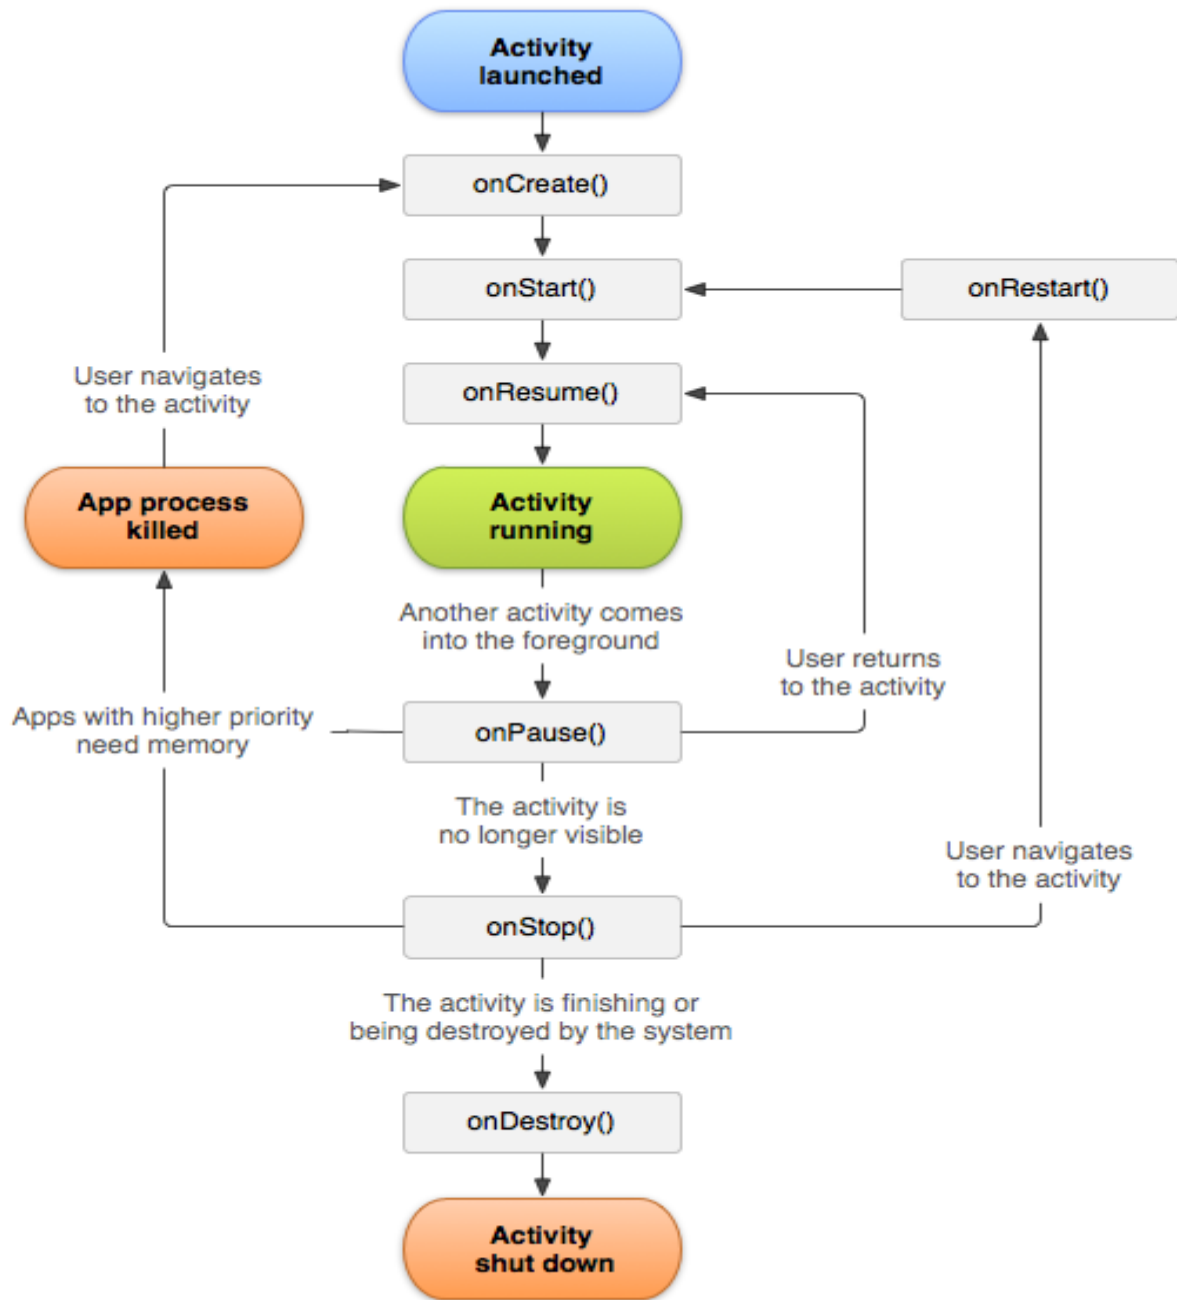 Activity
launched
onCreate()
onStart()
onRestart()
onResume()
User navigates
to the activity
App process
killed
Activity
running
Another activity comes
into the foreground
User returns
to the activity
Apps with higher priority
need memory
onPause()
The activity is
no longer visible
User navigates
to the activity
onStop()
The activity is finishing or
being destroyed by the system
onDestroy()
Activity
shut down